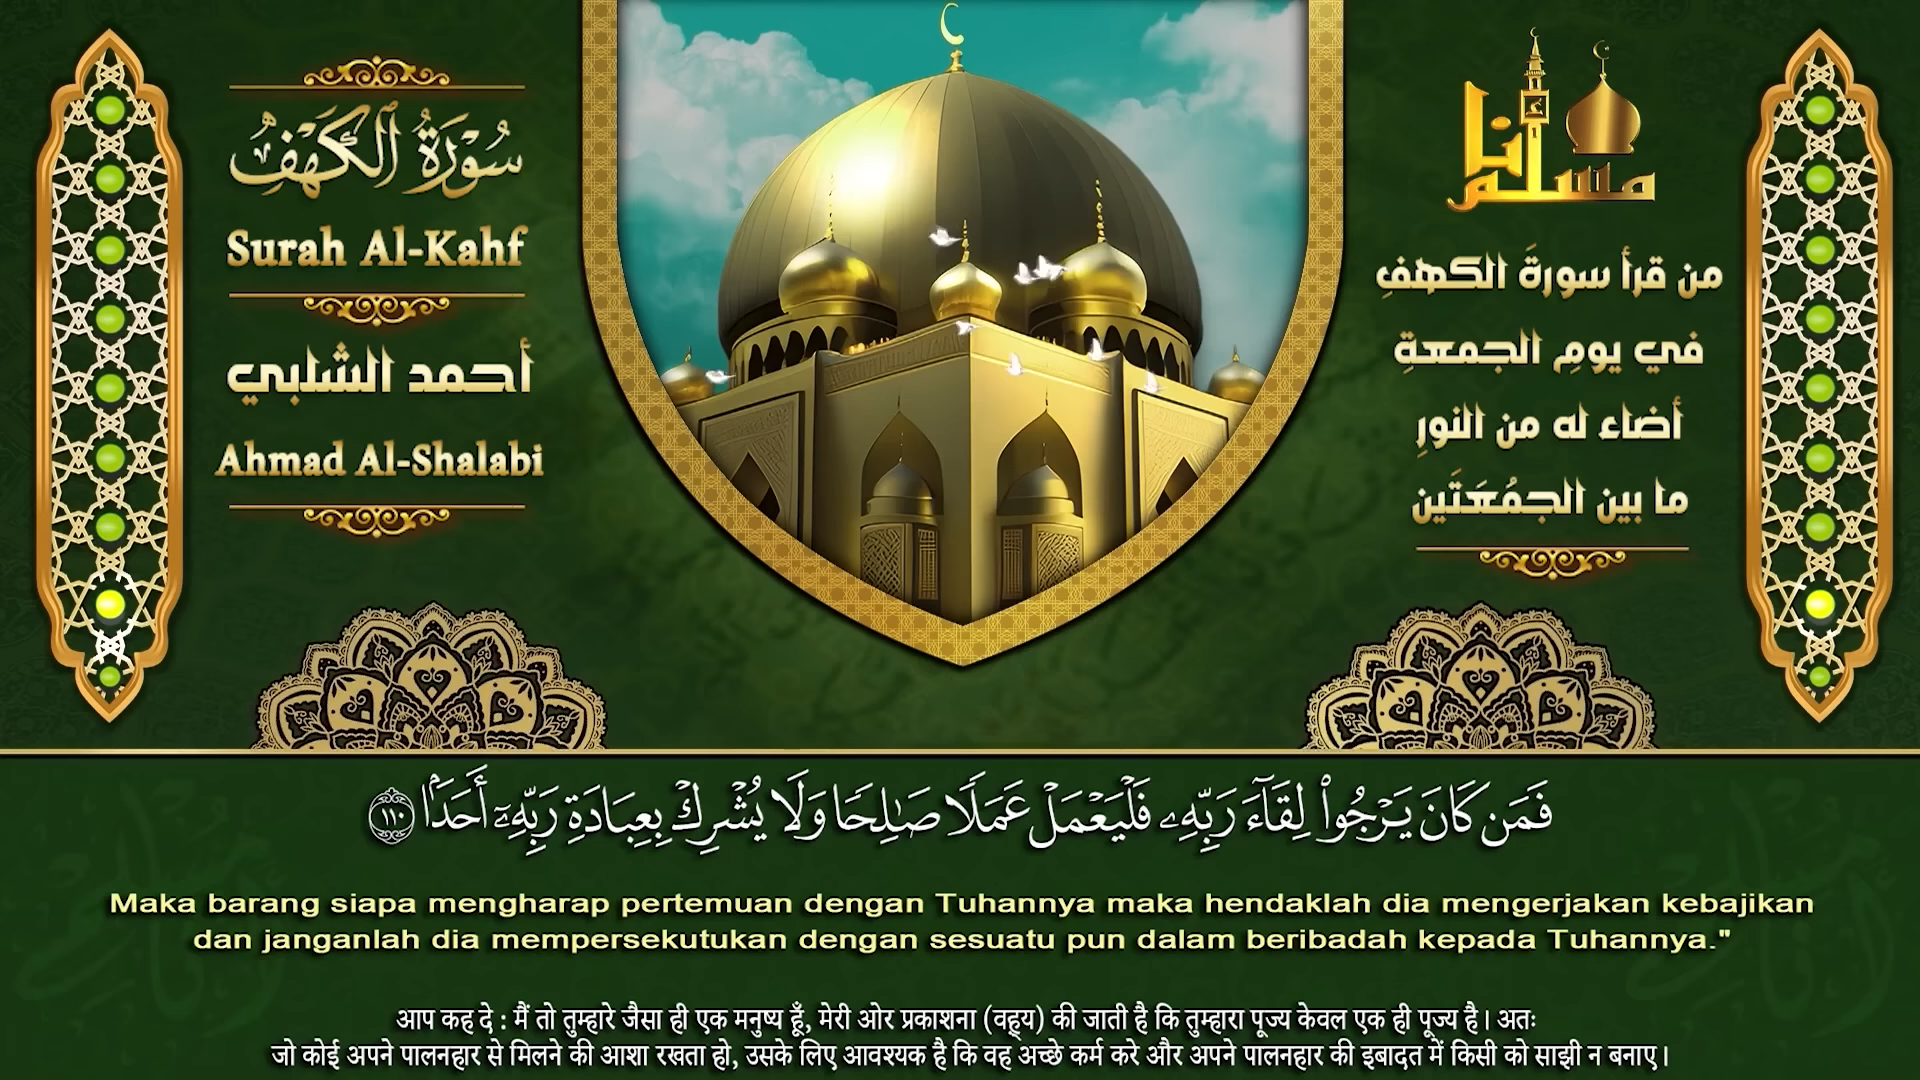 سُورَةُ الكَهْفِ
Surah Al-Kahf
أحمد الشلبي
Ahmad Al-Shalabi
أنا
مسلم
من قرأ سورةَ الكهفِ
في يومِ الجمعةِ
أضاء له من النورِ
ما بين الجمُعَتَين
فَمَن كَانَ يَرْجُوا۟ لِقَآءَ رَبِّهِۦ فَلْيَعْمَلْ عَمَلًا صَٰلِحًا وَلَا يُشْرِكْ بِعِبَادَةِ رَبِّهِۦٓ أَحَدًۢا ١١٠
Maka barang siapa mengharap pertemuan dengan Tuhannya maka hendaklah dia mengerjakan kebajikan
dan janganlah dia mempersekutukan dengan sesuatu pun dalam beribadah kepada Tuhannya."
आप कह दे : मैं तो तुम्हारे जैसा ही एक मनुष्य हूँ, मेरी ओर प्रकाशना (वह़्य) की जाती है कि तुम्हारा पूज्य केवल एक ही पूज्य है। अतः
जो कोई अपने पालनहार से मिलने की आशा रखता हो, उसके लिए आवश्यक है कि वह अच्छे कर्म करे और अपने पालनहार की इबादत में किसी को साझी न बनाए।